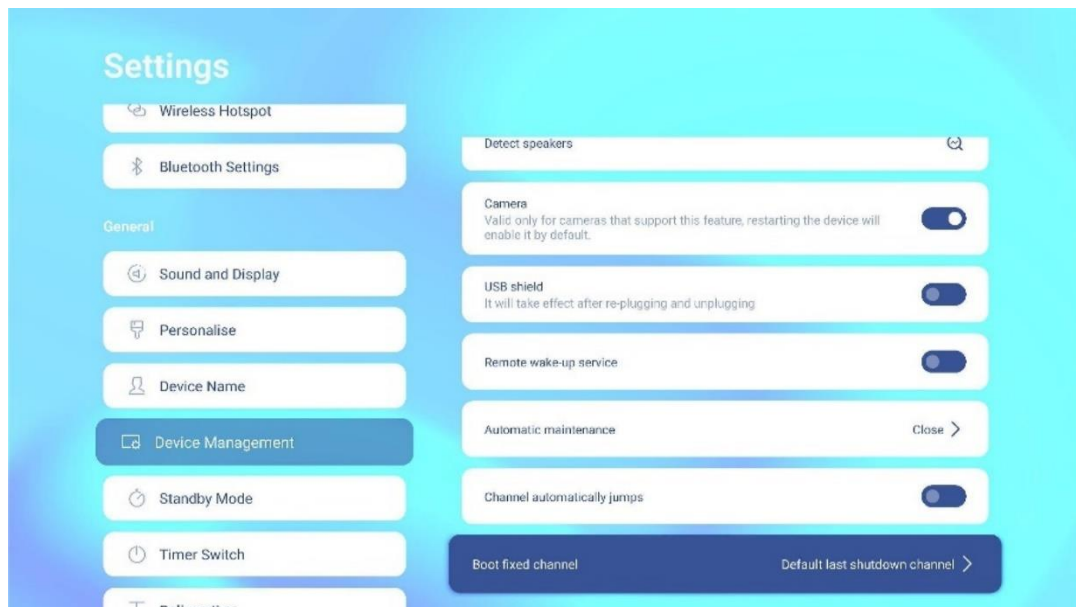 Settings
Wireless Hotspot
Bluetooth Settings
General
Sound and Display
Personalise
Device Name
Device Management
Standby Mode
Timer Switch
Detect speakers
Camera
Valid only for cameras that support this feature, restarting the device will
enable it by default.
USB shield
It will take effect after re-plugging and unplugging
Remote wake-up service
Automatic maintenance
Close
Channel automatically jumps
Boot fixed channel
Default last shutdown channel